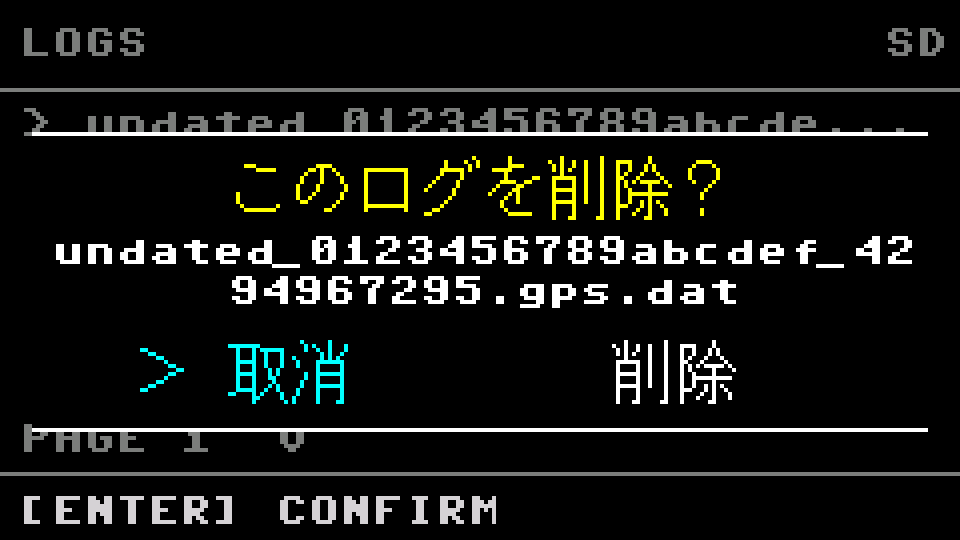 LOGS SD
> undated_0123456789abcde...
このログを削除？
undated_0123456789abcdef_42
94967295.gps.dat
> 取消 削除
PAGE 1 v
[ENTER] CONFIRM